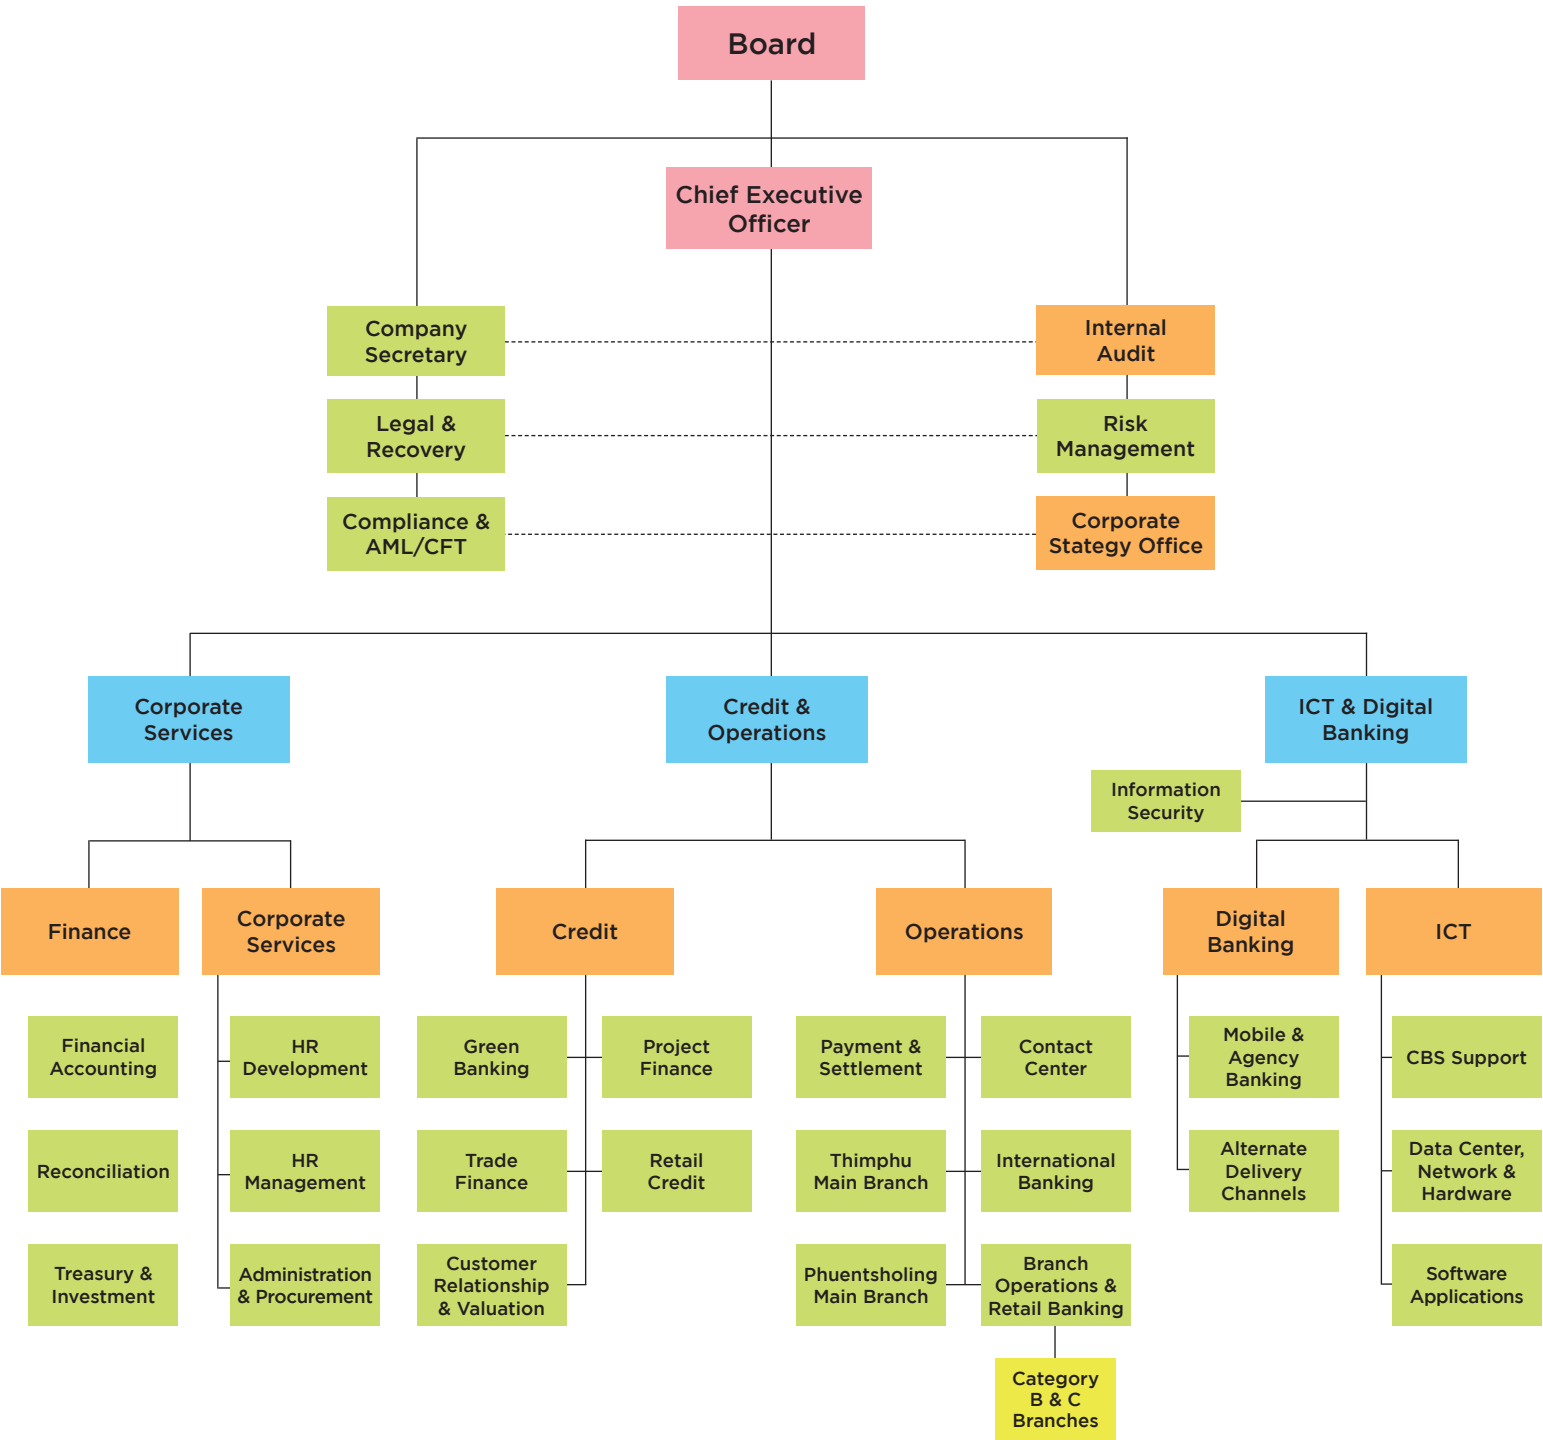 Board
Chief Executive
Officer
Company
Secretary
Internal
Audit
Legal &
Recovery
Risk
Management
Compliance &
AML/CFT
Corporate
Stategy Office
Corporate
Services
Credit &
Operations
ICT & Digital
Banking
Information
Security
Finance
Corporate
Services
Credit
Operations
Digital
Banking
ICT
Financial
Accounting
HR
Development
Green
Banking
Project
Finance
Payment &
Settlement
Contact
Center
Mobile &
Agency
Banking
CBS Support
Reconciliation
HR
Management
Trade
Finance
Retail
Credit
Thimphu
Main Branch
International
Banking
Alternate
Delivery
Channels
Data Center,
Network &
Hardware
Treasury &
Investment
Administration
& Procurement
Customer
Relationship
& Valuation
Phuentsholing
Main Branch
Branch
Operations &
Retail Banking
Software
Applications
Category
B & C
Branches